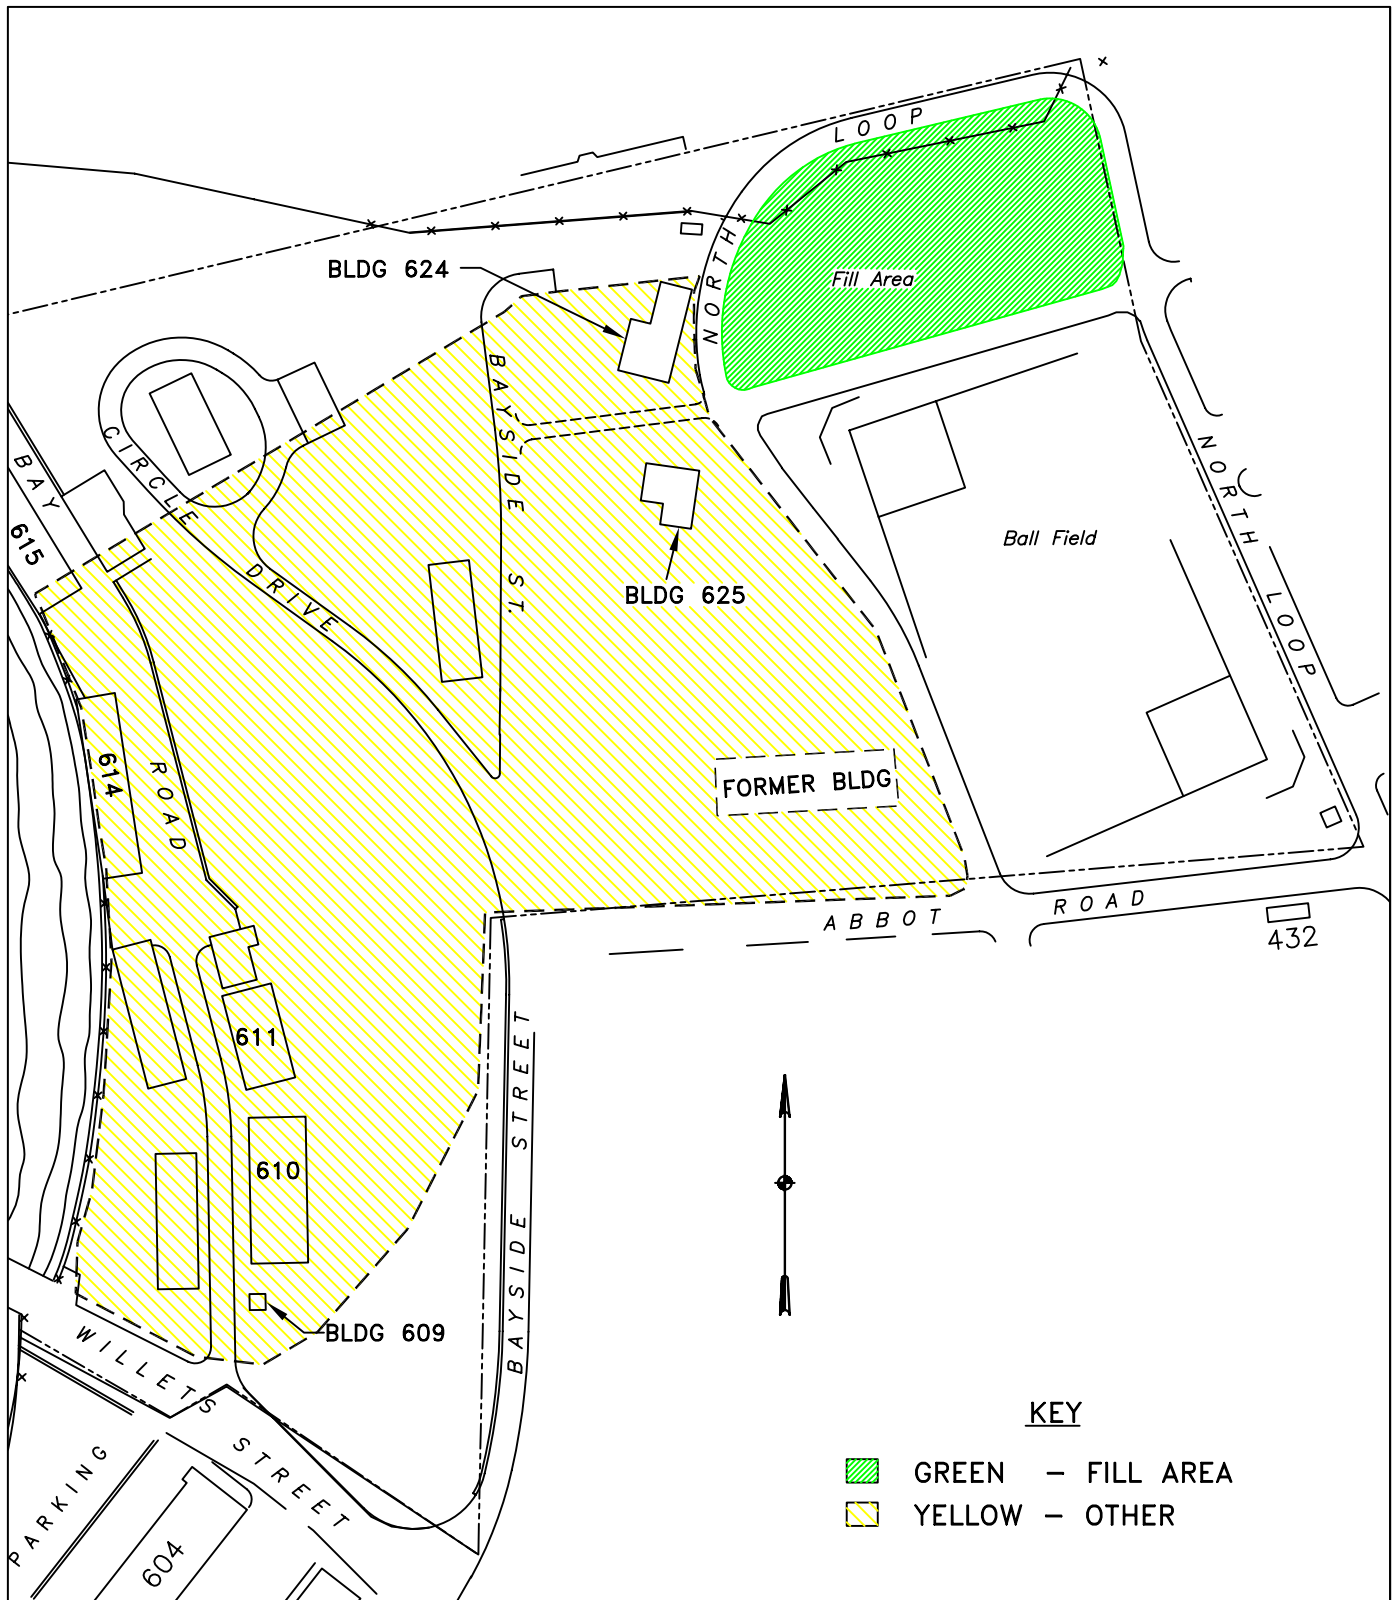 LOOP
NORTH
BLDG 624
Fill Area
BAYSIDE ST.
CIRCLE DRIVE
BAY ROAD
615
NORTH LOOP
Ball Field
BLDG 625
614
FORMER BLDG
ABBOT ROAD
432
611
610
BAYSIDE STREET
BLDG 609
WILLETS STREET
PARKING
604
KEY
GREEN – FILL AREA
YELLOW – OTHER